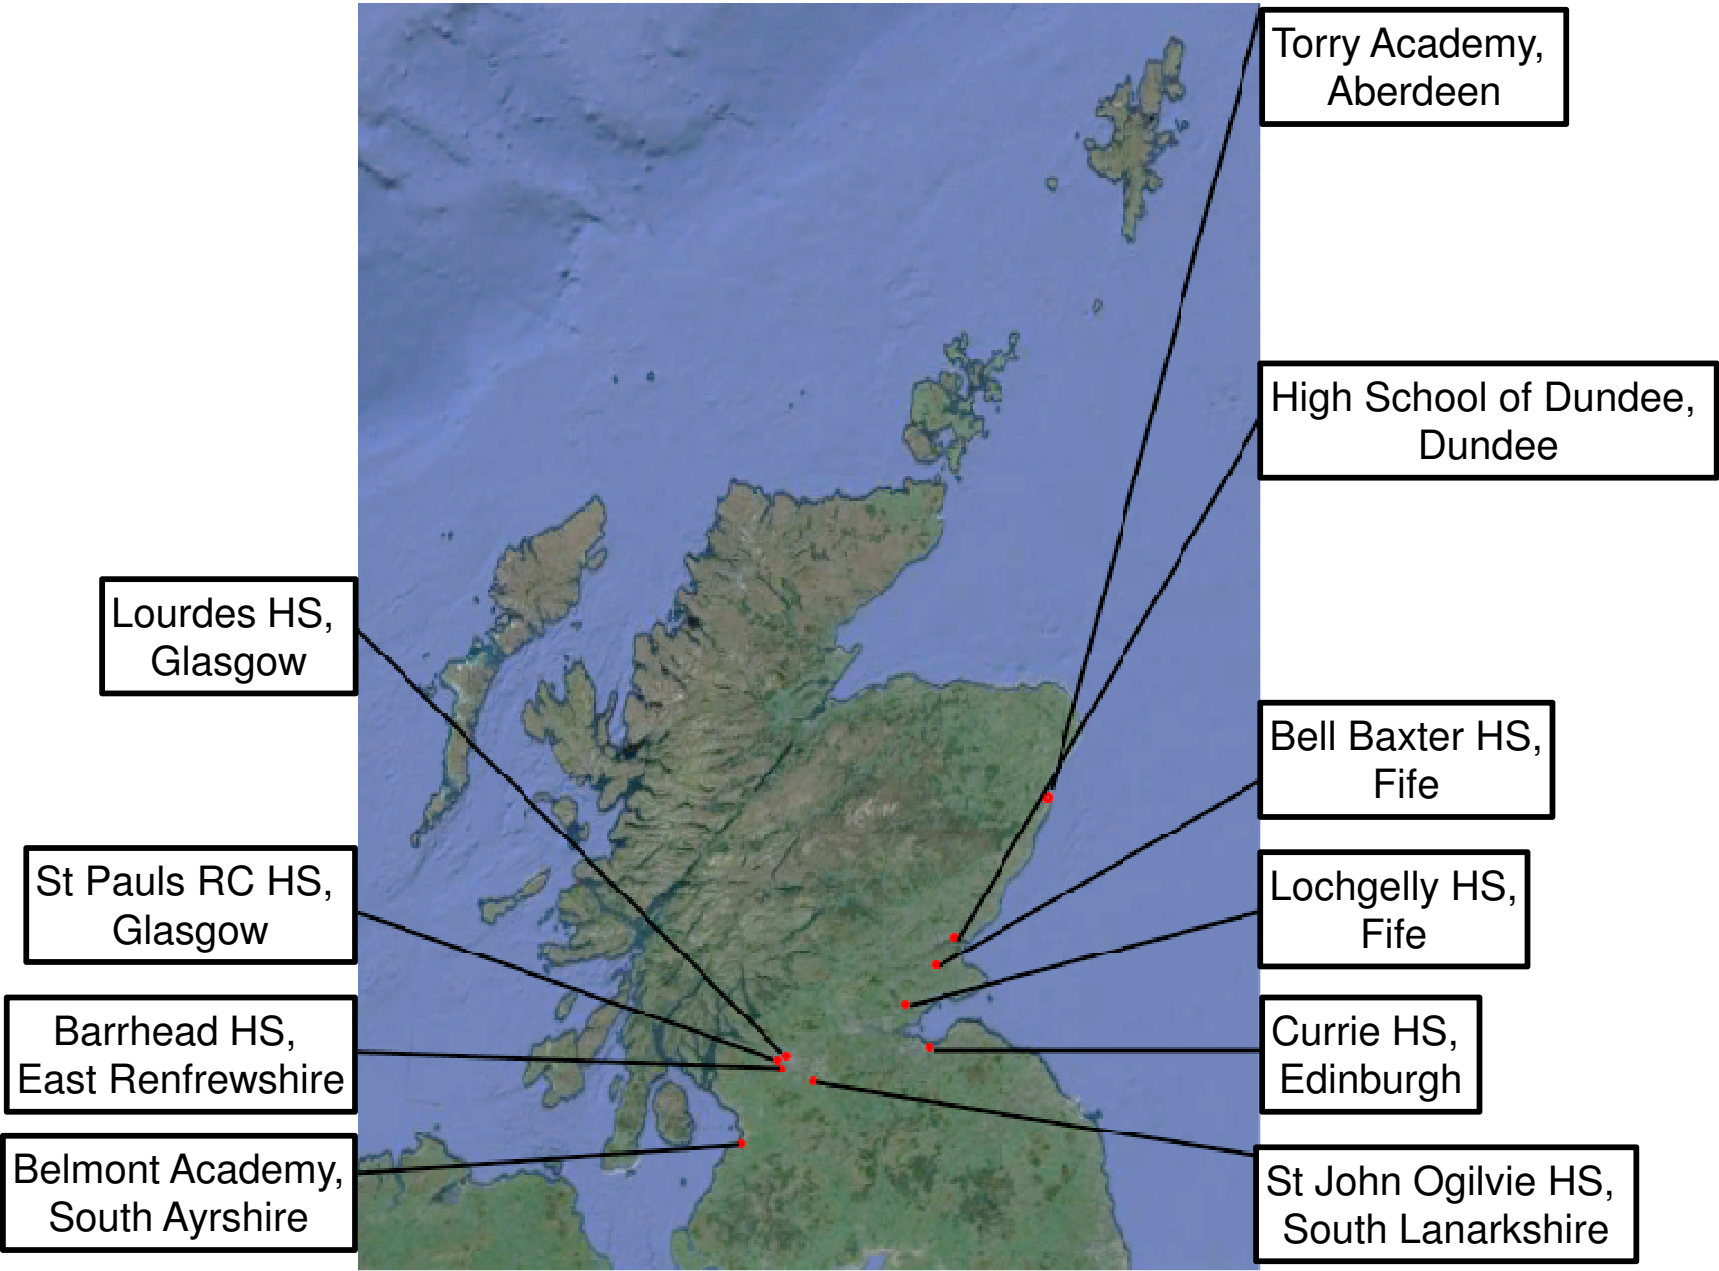 Torry Academy,
Aberdeen
High School of Dundee,
Dundee
Lourdes HS,
Glasgow
Bell Baxter HS,
Fife
St Pauls RC HS,
Glasgow
Lochgelly HS,
Fife
Barrhead HS,
East Renfrewshire
Currie HS,
Edinburgh
Belmont Academy,
South Ayrshire
St John Ogilvie HS,
South Lanarkshire